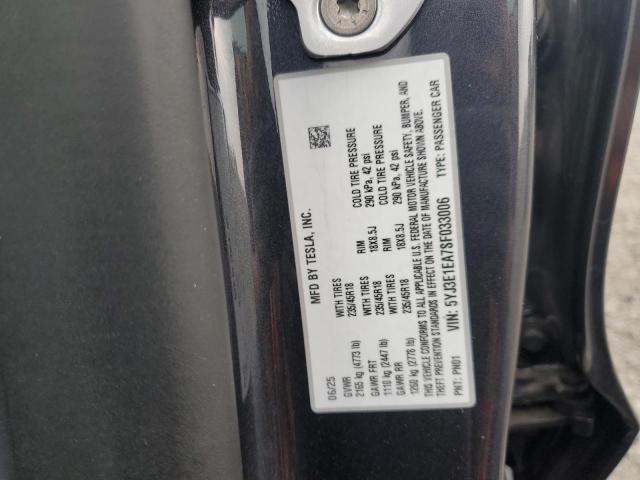 MFD BY TESLA, INC.
06/25
GVWR WITH TIRES RIM COLD TIRE PRESSURE
2165 kg (4773 lb) 235/45R18 18X8.5J 290 kPa, 42 psi
GAWR FRT WITH TIRES RIM COLD TIRE PRESSURE
1110 kg (2447 lb) 235/45R18 18X8.5J 290 kPa, 42 psi
GAWR RR
1260 kg (2778 lb)
THIS VEHICLE CONFORMS TO ALL APPLICABLE U.S. FEDERAL MOTOR VEHICLE SAFETY, BUMPER, AND
THEFT PREVENTION STANDARDS IN EFFECT ON THE DATE OF MANUFACTURE SHOWN ABOVE.
VIN: 5YJ3E1EA7SF033006 TYPE: PASSENGER CAR
PNT: PN01